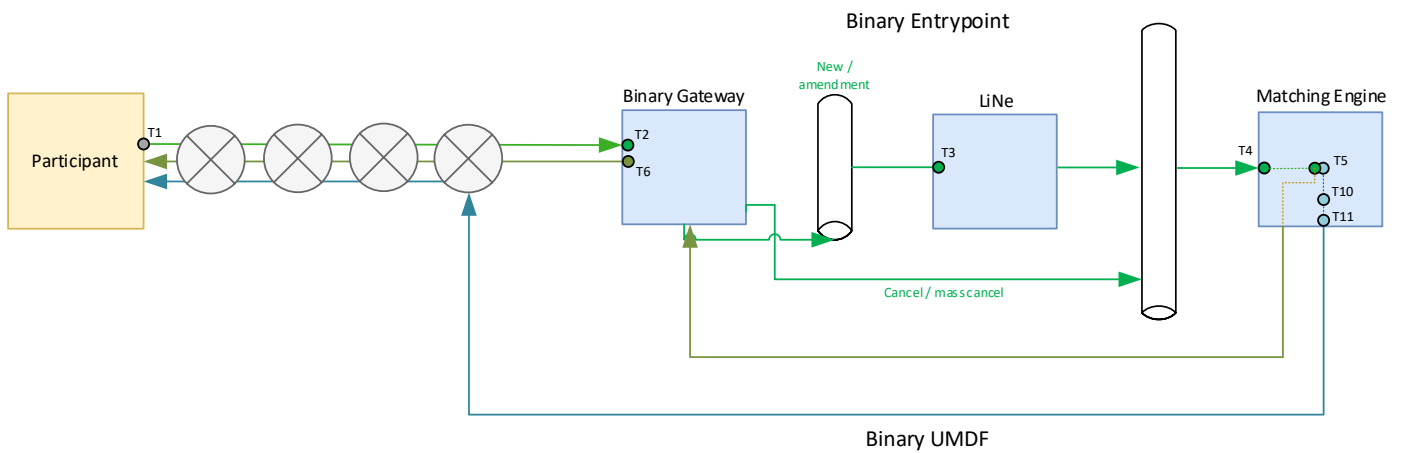 Binary Entrypoint
New /
amendment
Binary Gateway
LiNe
Matching Engine
T1
T2
T3
T4
T5
Participant
T6
T10
T11
Cancel / mass cancel
Binary UMDF